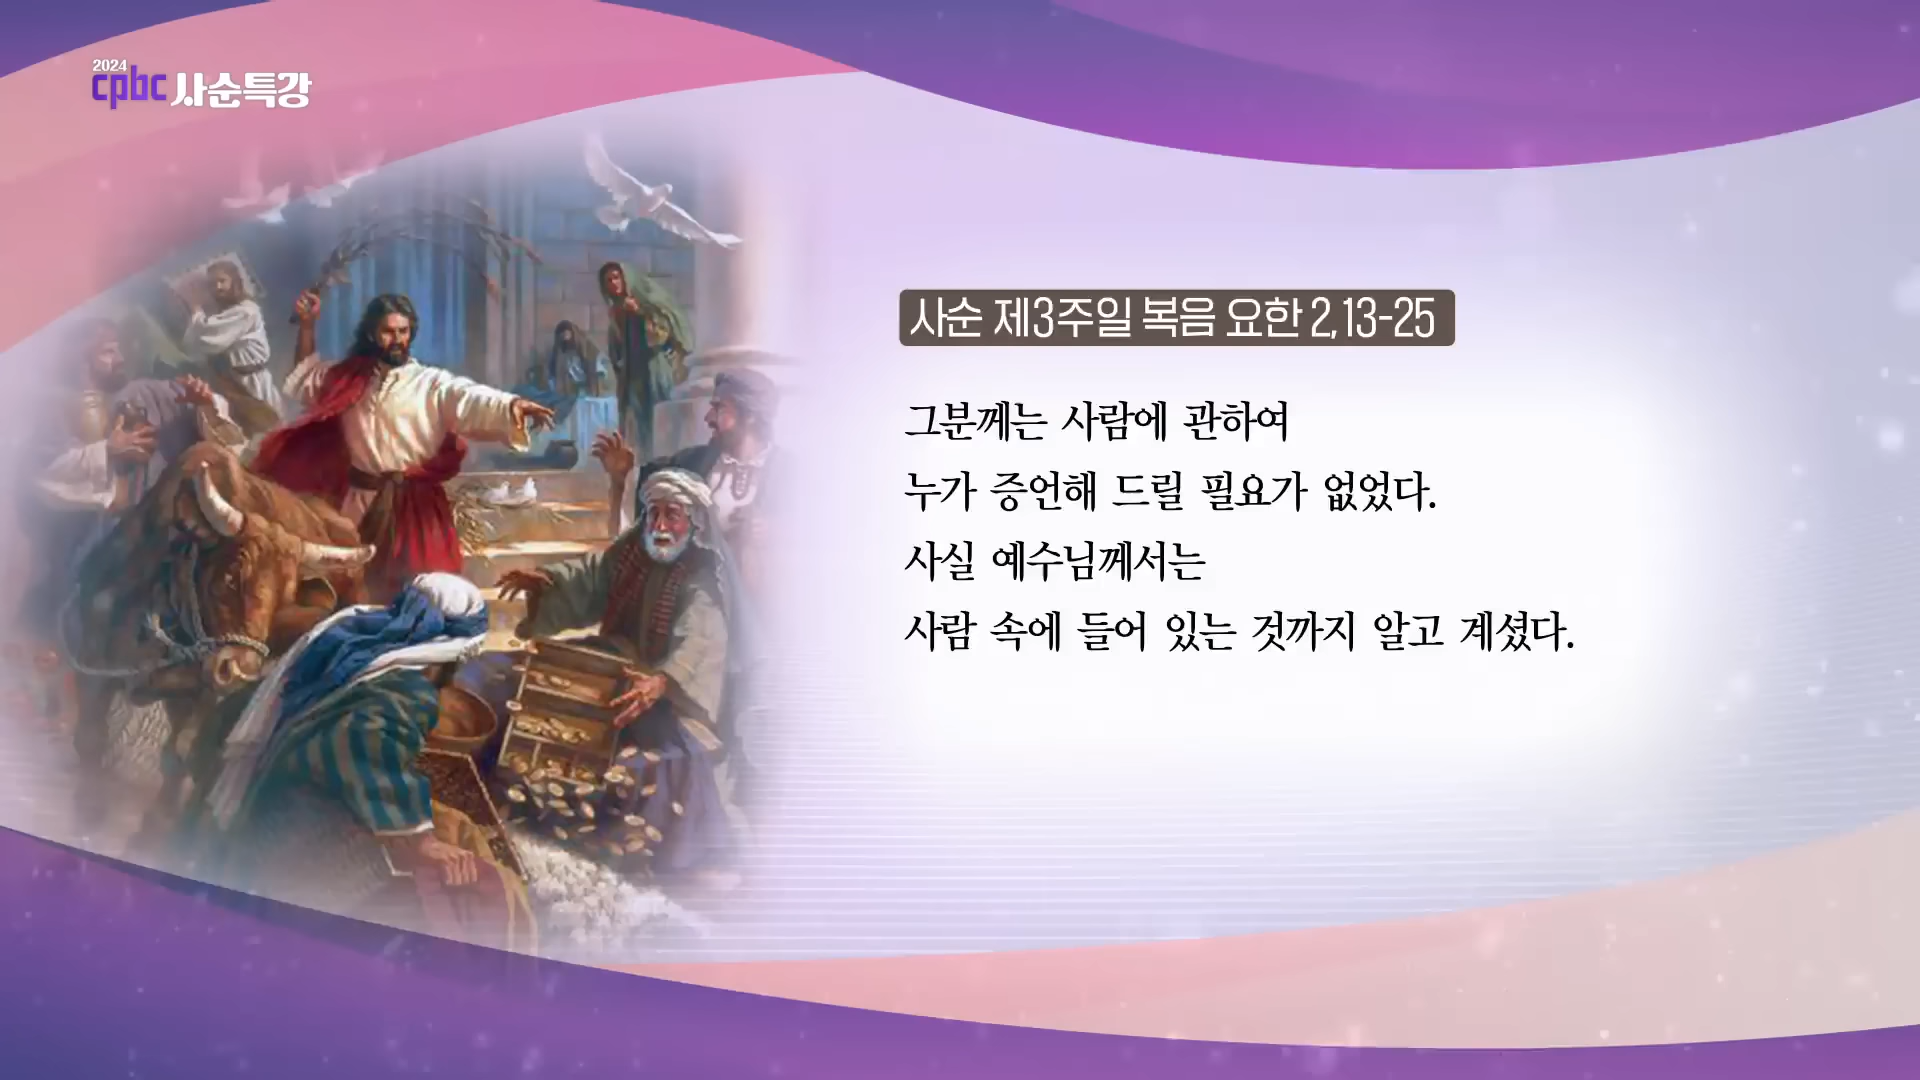 2024
cpbc 사순특강
사순 제3주일 복음 요한 2,13-25
그분께는 사람에 관하여
누가 증언해 드릴 필요가 없었다.
사실 예수님께서는
사람 속에 들어 있는 것까지 알고 계셨다.